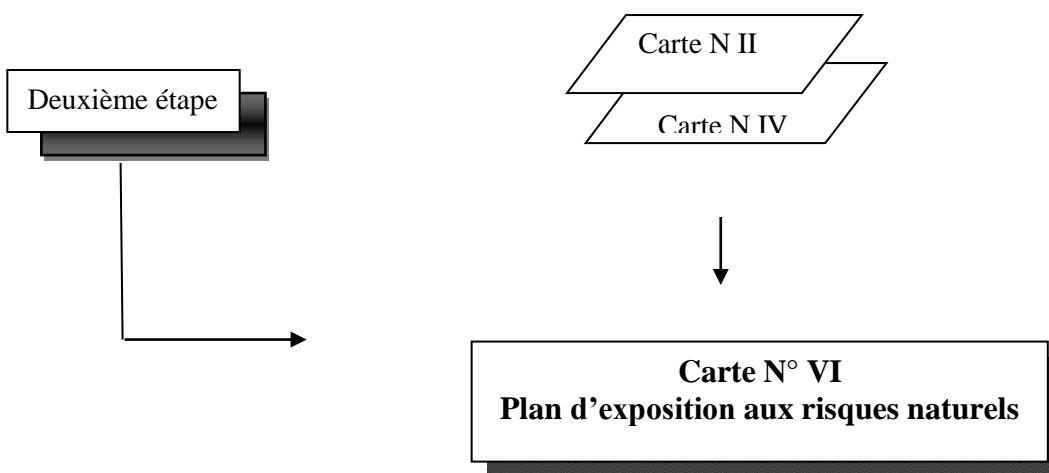 Carte N II
Deuxième étape
Carte N IV
Carte N° VI
Plan d’exposition aux risques naturels